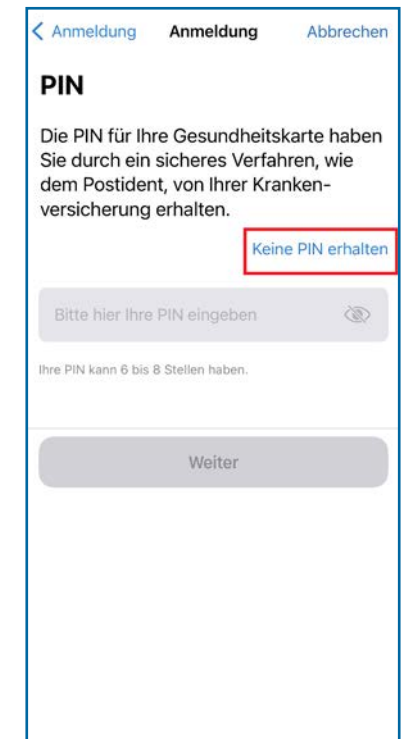 Anmeldung Anmeldung Abbrechen
PIN
Die PIN für Ihre Gesundheitskarte haben
Sie durch ein sicheres Verfahren, wie
dem Postident, von Ihrer Kranken-
versicherung erhalten.
Keine PIN erhalten
Bitte hier Ihre PIN eingeben
Ihre PIN kann 6 bis 8 Stellen haben.
Weiter